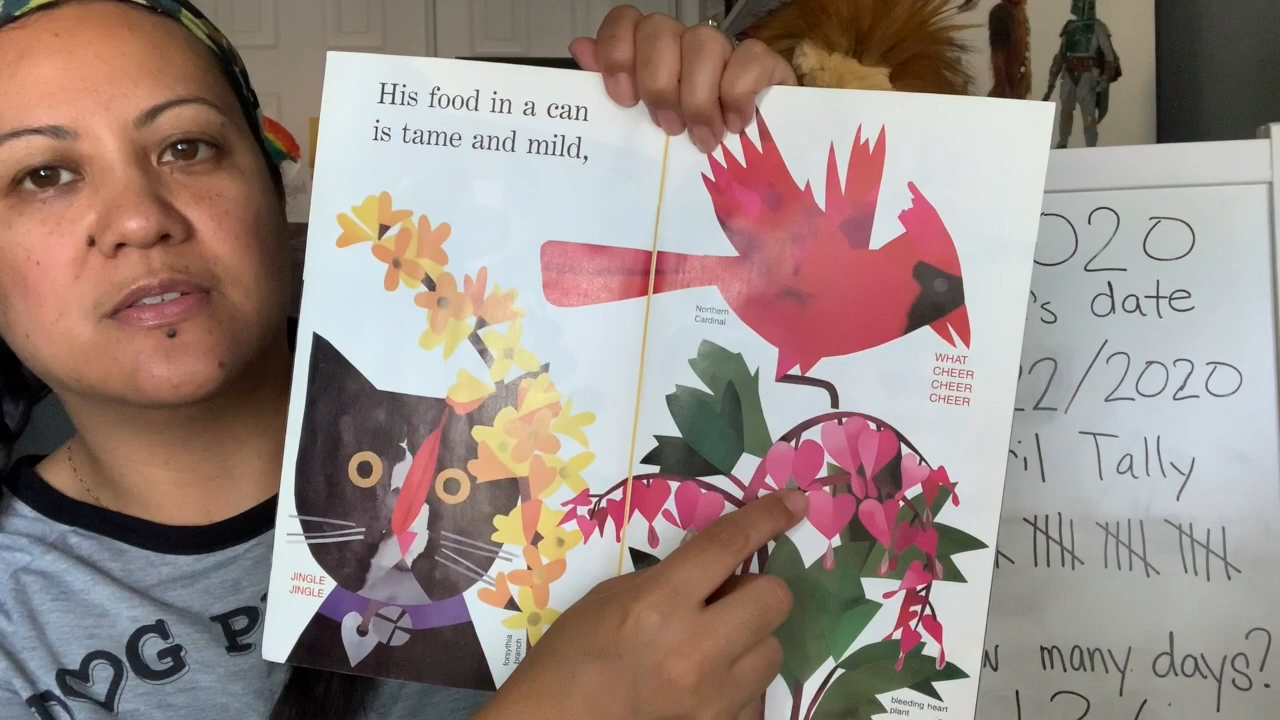 His food in a can
is tame and mild,
Northern
Cardinal
WHAT
CHEER
CHEER
CHEER
JINGLE
JINGLE
forsythia
branch
bleeding heart
plant
020
's date
22/2020
il Tally
many days?